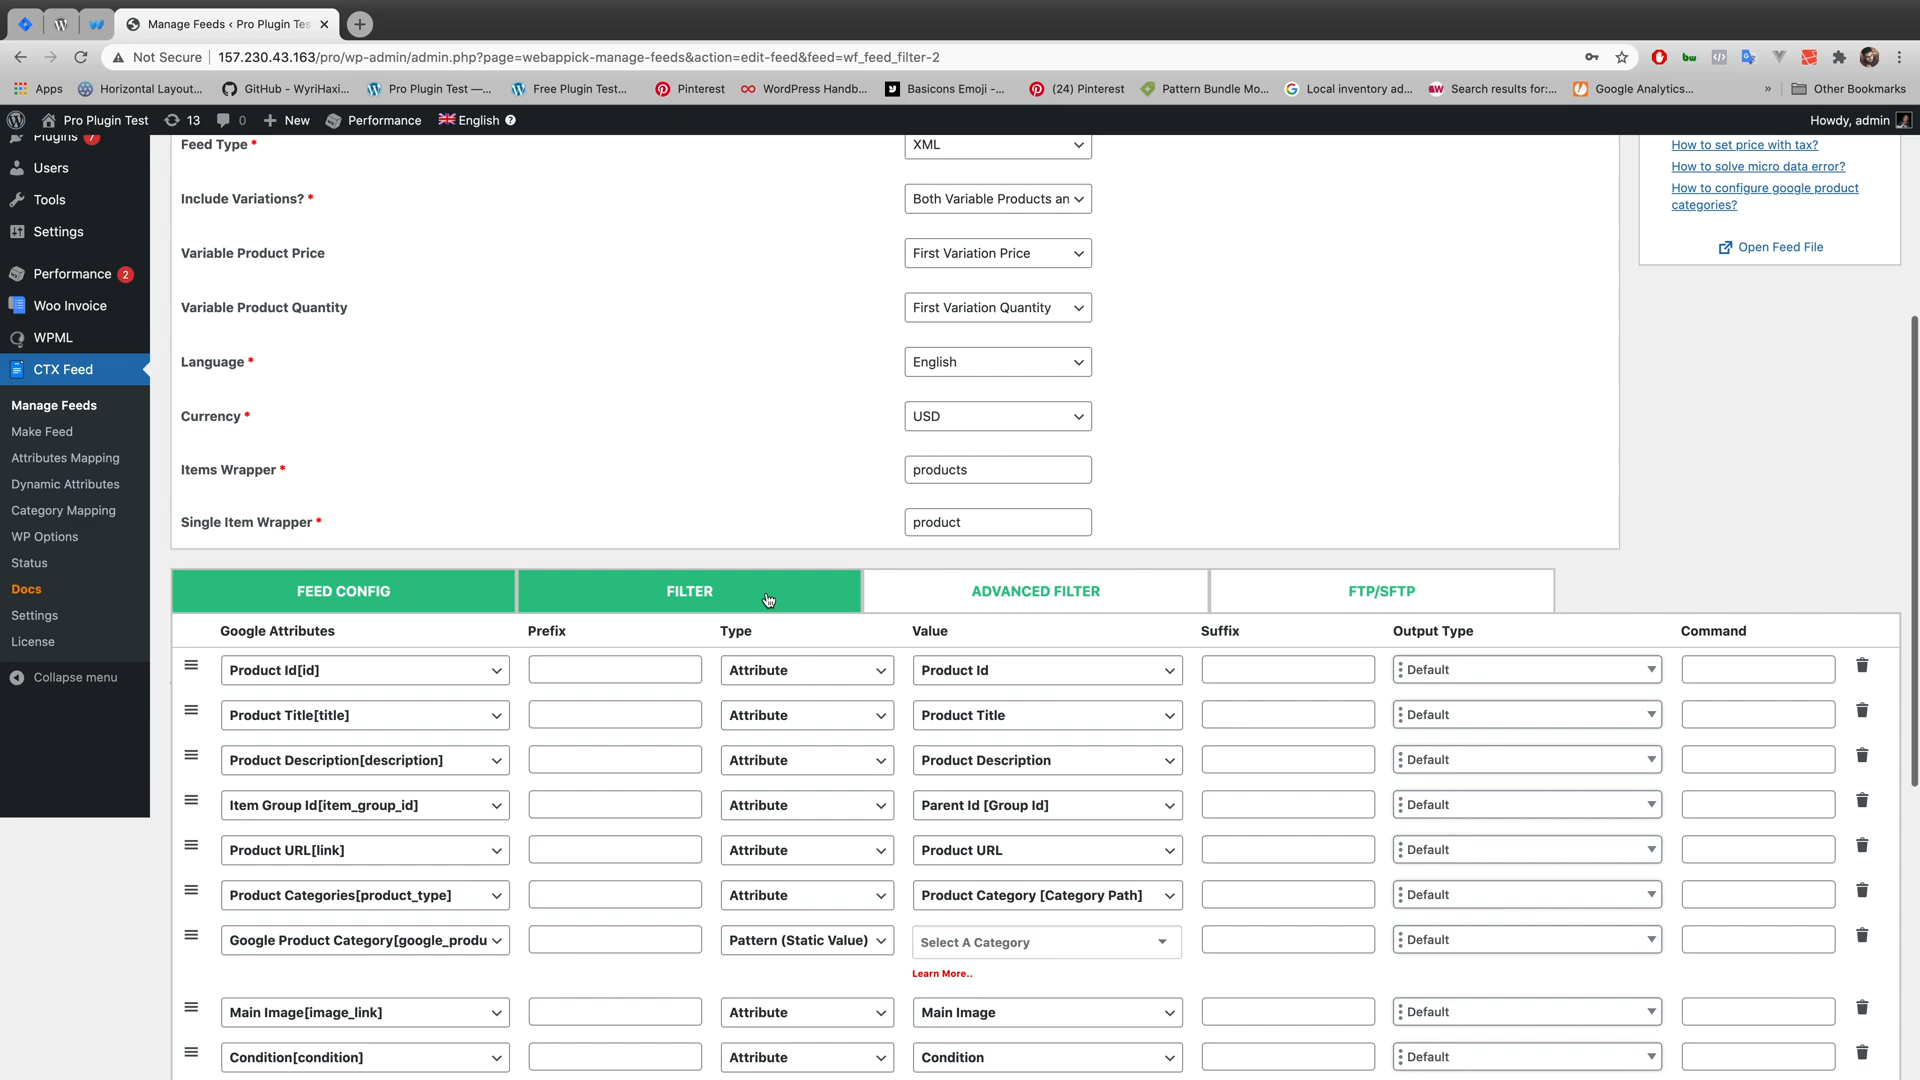 Manage Feeds ‹ Pro Plugin Tes
Not Secure
157.230.43.163/pro/wp-admin/admin.php?page=webappick-manage-feeds&action=edit-feed&feed=wf_feed_filter-2
Apps
Horizontal Layout...
GitHub - WyriHaxi...
Pro Plugin Test —...
Free Plugin Test...
Pinterest
WordPress Handb...
Basicons Emoji -...
(24) Pinterest
Pattern Bundle Mo...
Local inventory ad...
Search results for:...
Google Analytics...
»
Other Bookmarks
Pro Plugin Test
13
0
New
Performance
English
Howdy, admin
Plugins 7
Users
Tools
Settings
Performance 2
Woo Invoice
WPML
CTX Feed
Manage Feeds
Make Feed
Attributes Mapping
Dynamic Attributes
Category Mapping
WP Options
Status
Docs
Settings
License
Collapse menu
Feed Type * XML
Include Variations? * Both Variable Products an
Variable Product Price First Variation Price
Variable Product Quantity First Variation Quantity
Language * English
Currency * USD
Items Wrapper * products
Single Item Wrapper * product
How to set price with tax?
How to solve micro data error?
How to configure google product
categories?
Open Feed File
FEED CONFIG FILTER ADVANCED FILTER FTP/SFTP
Google Attributes Prefix Type Value Suffix Output Type Command
Product Id[id] Attribute Product Id Default
Product Title[title] Attribute Product Title Default
Product Description[description] Attribute Product Description Default
Item Group Id[item_group_id] Attribute Parent Id [Group Id] Default
Product URL[link] Attribute Product URL Default
Product Categories[product_type] Attribute Product Category [Category Path] Default
Google Product Category[google_produ Pattern (Static Value) Select A Category Default
Learn More..
Main Image[image_link] Attribute Main Image Default
Condition[condition] Attribute Condition Default